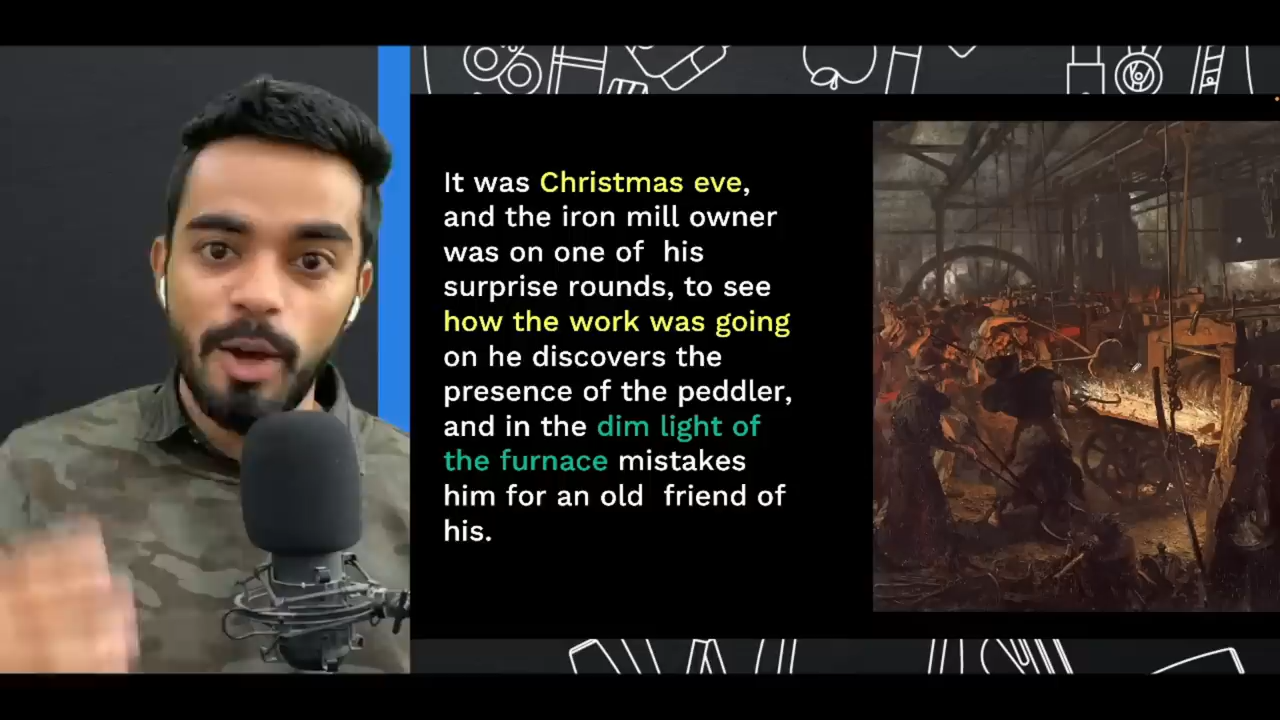 It was Christmas eve,
and the iron mill owner
was on one of his
surprise rounds, to see
how the work was going
on he discovers the
presence of the peddler,
and in the dim light of
the furnace mistakes
him for an old friend of
his.